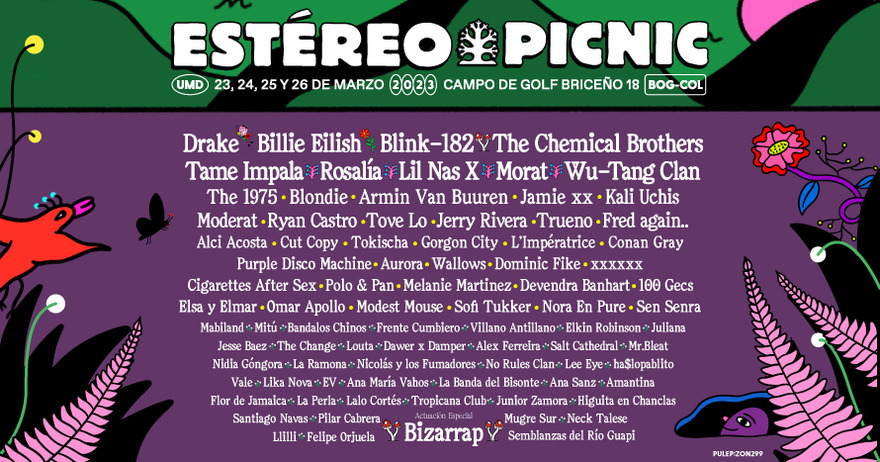 ESTÉREO PICNIC
UMD 23, 24, 25 Y 26 DE MARZO 2023 CAMPO DE GOLF BRICEÑO 18 BOG-COL
Drake Billie Eilish Blink-182 The Chemical Brothers
Tame Impala Rosalía Lil Nas X Morat Wu-Tang Clan
The 1975 • Blondie • Armin Van Buuren • Jamie xx • Kali Uchis
Moderat • Ryan Castro • Tove Lo • Jerry Rivera • Trueno • Fred again..
Alci Acosta • Cut Copy • Tokischa • Gorgon City • L'Impératrice • Conan Gray
Purple Disco Machine • Aurora • Wallows • Dominic Fike • xxxxxx
Cigarettes After Sex • Polo & Pan • Melanie Martinez • Devendra Banhart • 100 Gecs
Elsa y Elmar • Omar Apollo • Modest Mouse • Sofi Tukker • Nora En Pure • Sen Senra
Mabiland Mitú Bandalos Chinos Frente Cumbiero Villano Antillano Elkin Robinson Juliana
Jesse Baez The Change Louta Dawer x Damper Alex Ferreira Salt Cathedral Mr.Bleat
Nidia Góngora La Ramona Nicolás y los Fumadores No Rules Clan Lee Eye ha$lopablito
Vale Lika Nova EV Ana María Vahos La Banda del Bisonte Ana Sanz Amantina
Flor de Jamaica La Perla Lalo Cortés Tropicana Club Junior Zamora Higuita en Chanclas
Santiago Navas Pilar Cabrera Actuación Especial Mugre Sur Neck Talese
Llilli Felipe Orjuela Bizarrap Semblanzas del Río Guapi
PULEP:ZON299